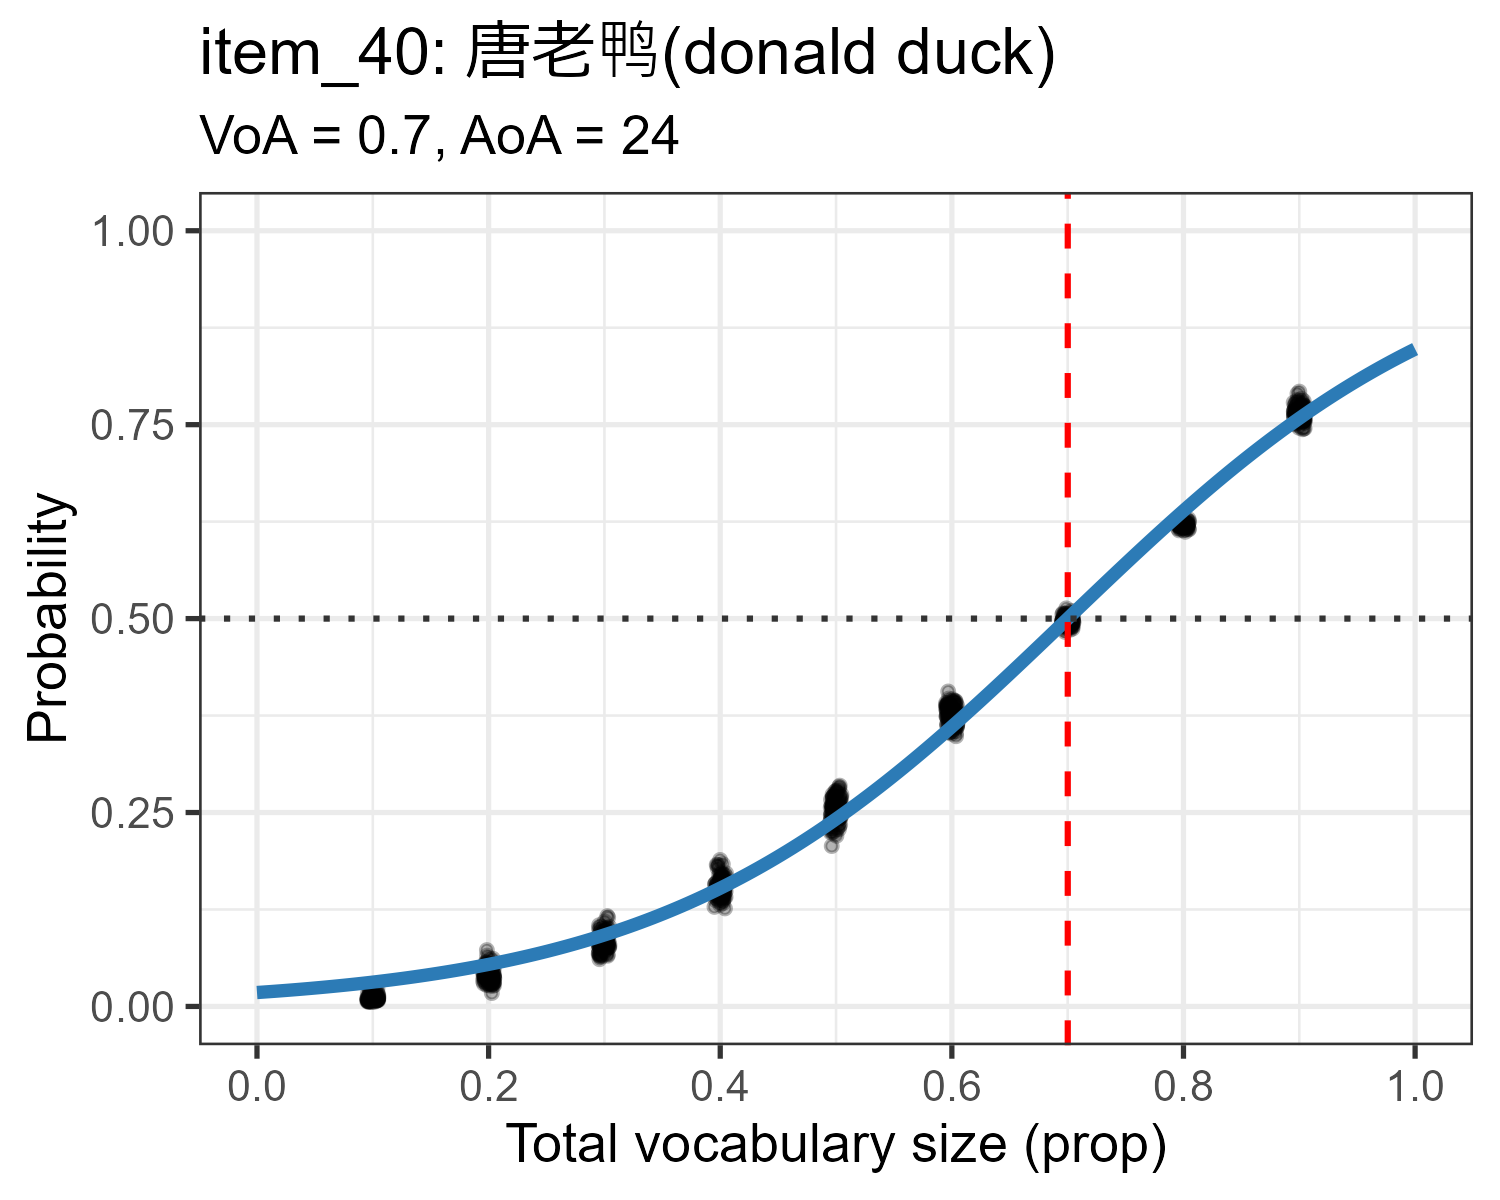 item_40: 唐老鸭(donald duck)
VoA = 0.7, AoA = 24
Probability
1.00
0.75
0.50
0.25
0.00
0.0 0.2 0.4 0.6 0.8 1.0
Total vocabulary size (prop)